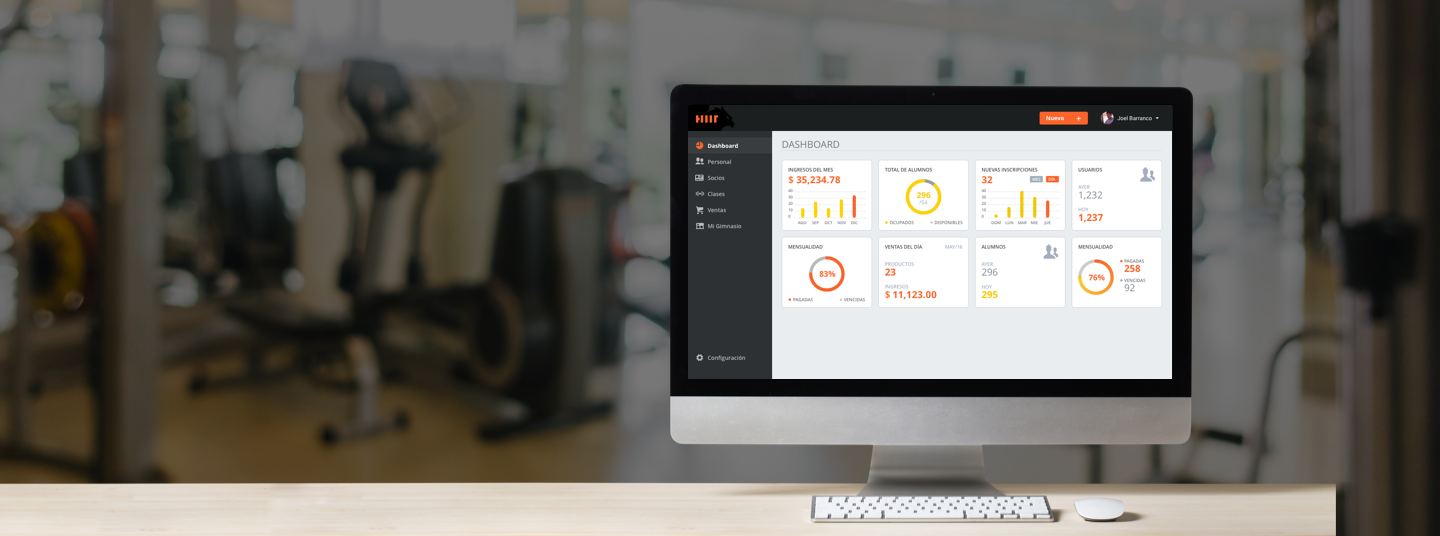 HIIT
Nuevo +
Joel Barranco
Dashboard
Personal
Socios
Clases
Ventas
Mi Gimnasio
Configuración
DASHBOARD
INGRESOS DEL MES
$ 35,234.78
40
30
20
10
0
AGO SEP OCT NOV DIC
TOTAL DE ALUMNOS
296
/54
OCUPADOS DISPONIBLES
NUEVAS INSCRIPCIONES
32
MES DÍA
40
30
20
10
0
DOM LUN MAR MIE JUE
USUARIOS
AYER
1,232
HOY
1,237
MENSUALIDAD
83%
PAGADAS VENCIDAS
VENTAS DEL DÍA MAY/16
PRODUCTOS
23
INGRESOS
$ 11,123.00
ALUMNOS
AYER
296
HOY
295
MENSUALIDAD
76%
PAGADAS
258
VENCIDAS
92